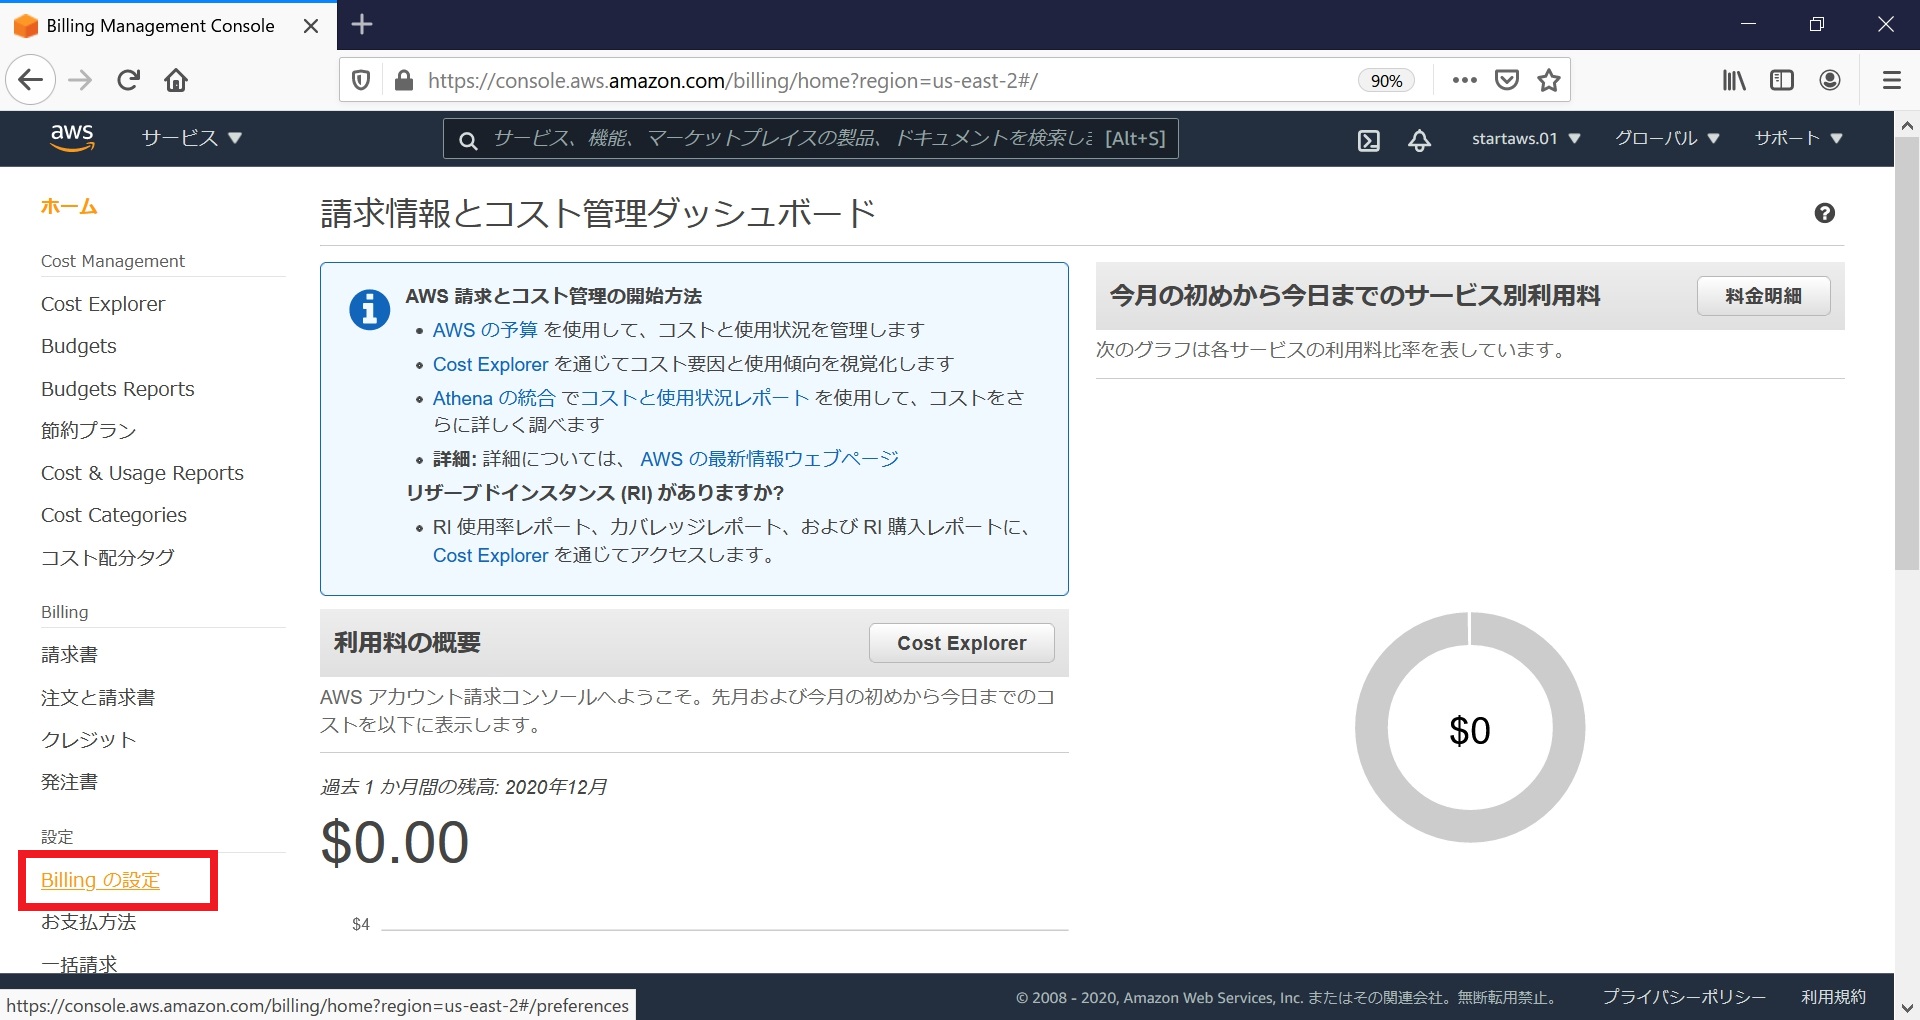 Billing Management Console
https://console.aws.amazon.com/billing/home?region=us-east-2#/
90%
aws
サービス
サービス、機能、マーケットプレイスの製品、ドキュメントを検索しま [Alt+S]
startaws.01
グローバル
サポート
ホーム
Cost Management
Cost Explorer
Budgets
Budgets Reports
節約プラン
Cost & Usage Reports
Cost Categories
コスト配分タグ
Billing
請求書
注文と請求書
クレジット
発注書
設定
Billing の設定
お支払方法
一括請求
請求情報とコスト管理ダッシュボード
AWS 請求とコスト管理の開始方法
AWS の予算 を使用して、コストと使用状況を管理します
Cost Explorer を通じてコスト要因と使用傾向を視覚化します
Athena の統合 でコストと使用状況レポート を使用して、コストをさ
らに詳しく調べます
詳細: 詳細については、 AWS の最新情報ウェブページ
リザーブドインスタンス (RI) がありますか?
RI 使用率レポート、カバレッジレポート、および RI 購入レポートに、
Cost Explorer を通じてアクセスします。
利用料の概要
Cost Explorer
AWS アカウント請求コンソールへようこそ。先月および今月の初めから今日までのコ
ストを以下に表示します。
過去 1 か月間の残高: 2020年12月
$0.00
$4
今月の初めから今日までのサービス別利用料
料金明細
次のグラフは各サービスの利用料比率を表しています。
$0
https://console.aws.amazon.com/billing/home?region=us-east-2#/preferences
© 2008 - 2020, Amazon Web Services, Inc. またはその関連会社。無断転用禁止。
プライバシーポリシー
利用規約